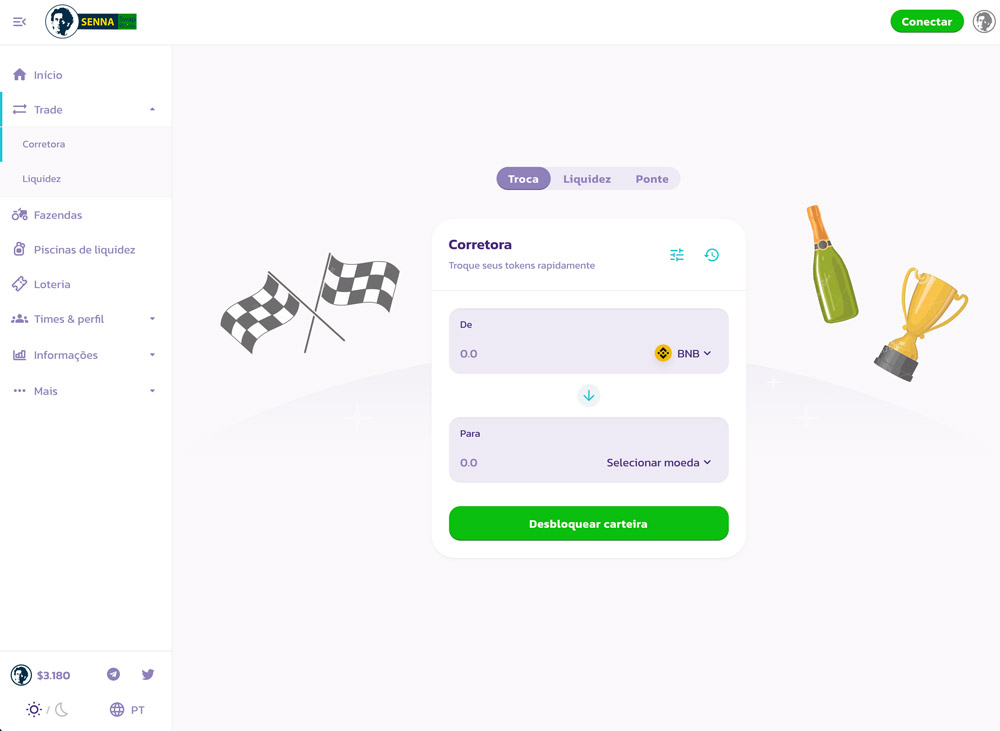 SENNA
Swap
Conectar
Início
Trade
Corretora
Liquidez
Fazendas
Piscinas de liquidez
Loteria
Times & perfil
Informações
Mais
$3.180
/
PT
Troca Liquidez Ponte
Corretora
Troque seus tokens rapidamente
De
0.0 BNB
Para
0.0 Selecionar moeda
Desbloquear carteira